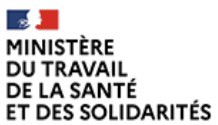 MINISTÈRE
DU TRAVAIL
DE LA SANTÉ
ET DES SOLIDARITÉS